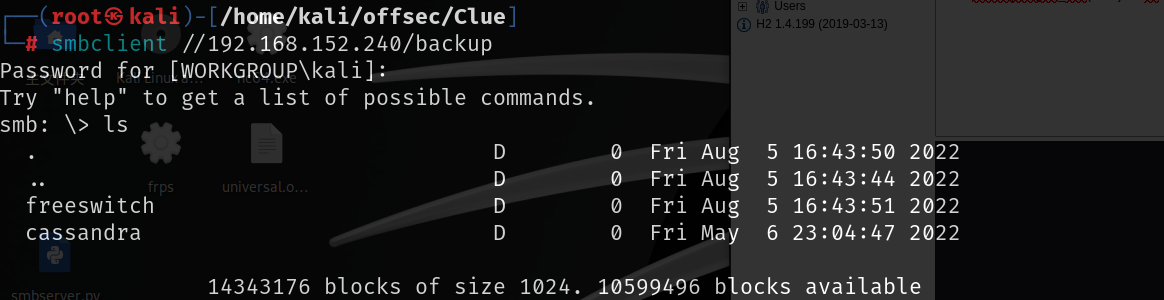 Users
H2 1.4.199 (2019-03-13)
┌──(root㉿kali)-[/home/kali/offsec/Clue]
└─# smbclient //192.168.152.240/backup
Password for [WORKGROUP\kali]:
Try "help" to get a list of possible commands.
smb: \> ls
. D 0 Fri Aug 5 16:43:50 2022
.. D 0 Fri Aug 5 16:43:44 2022
freeswitch D 0 Fri Aug 5 16:43:51 2022
cassandra D 0 Fri May 6 23:04:47 2022
14343176 blocks of size 1024. 10599496 blocks available
frps
universal.o...
smbserver.py